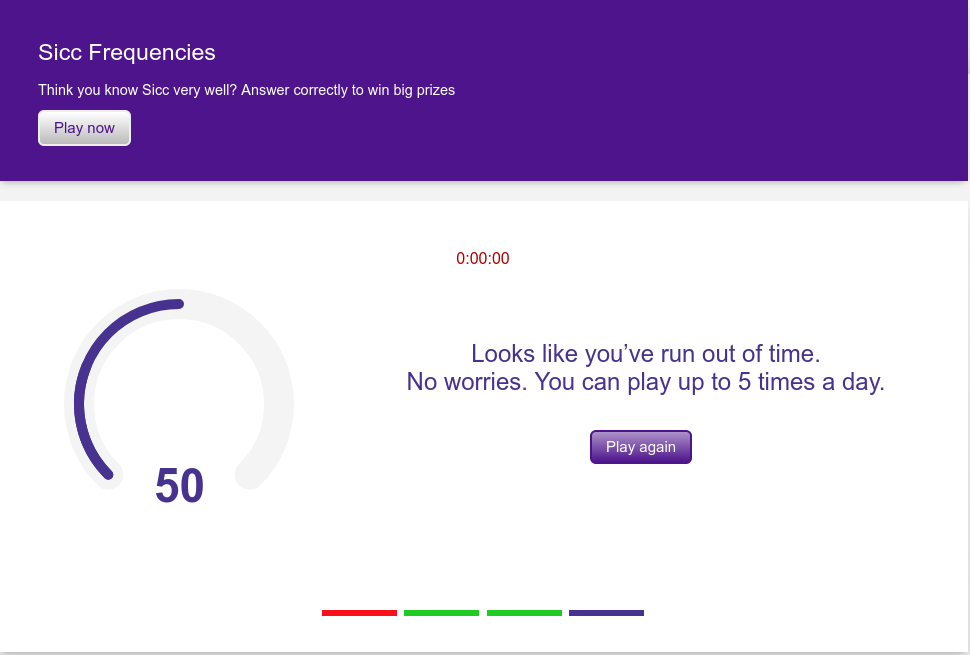 Sicc Frequencies
Think you know Sicc very well? Answer correctly to win big prizes
Play now
0:00:00
Looks like you’ve run out of time.
No worries. You can play up to 5 times a day.
Play again
50